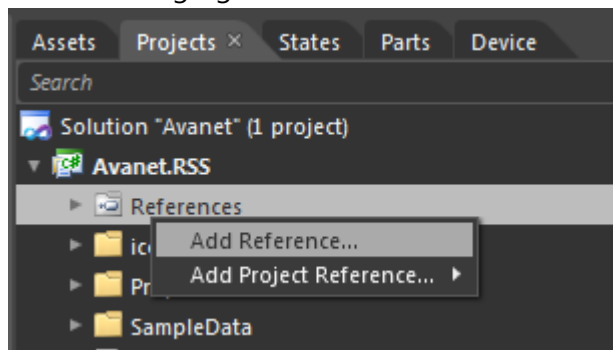 Assets Projects × States Parts Device
Search
Solution "Avanet" (1 project)
Avanet.RSS
References
Add Reference...
Add Project Reference...
SampleData